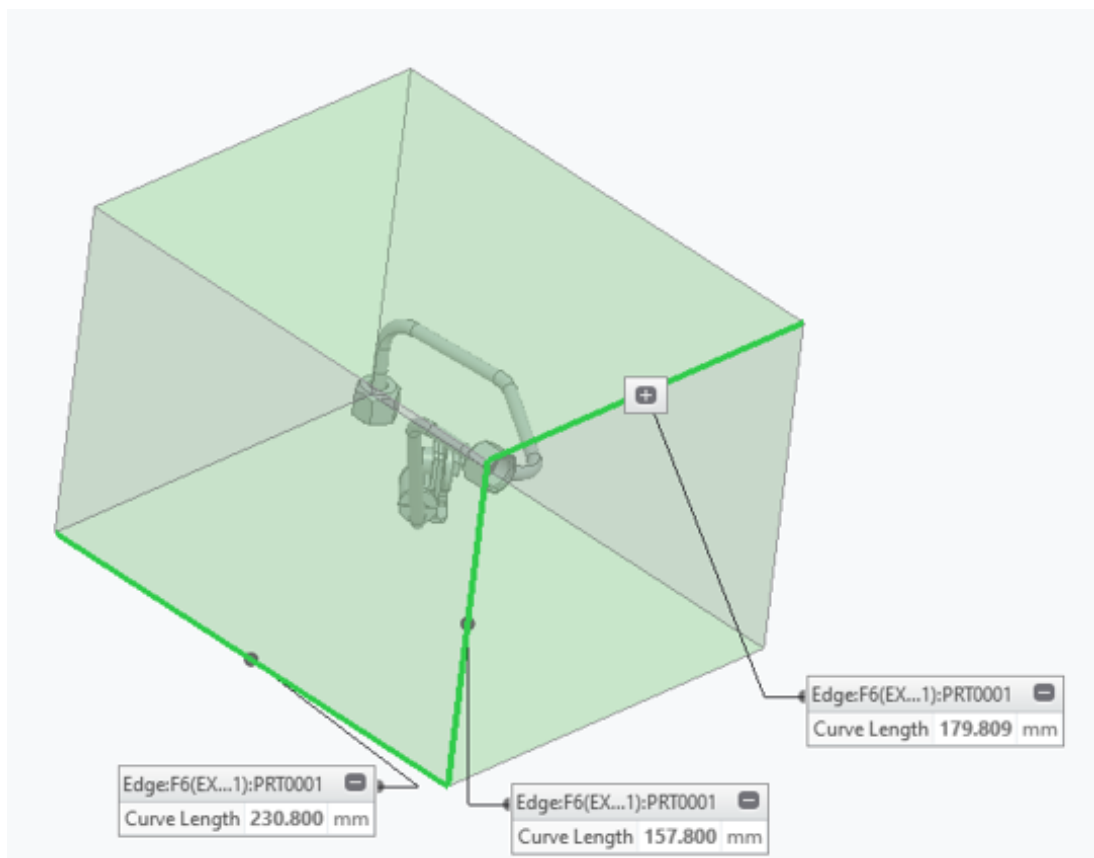 Edge:F6(EX...1):PRT0001
Curve Length 179.809 mm
Edge:F6(EX...1):PRT0001
Curve Length 230.800 mm
Edge:F6(EX...1):PRT0001
Curve Length 157.800 mm